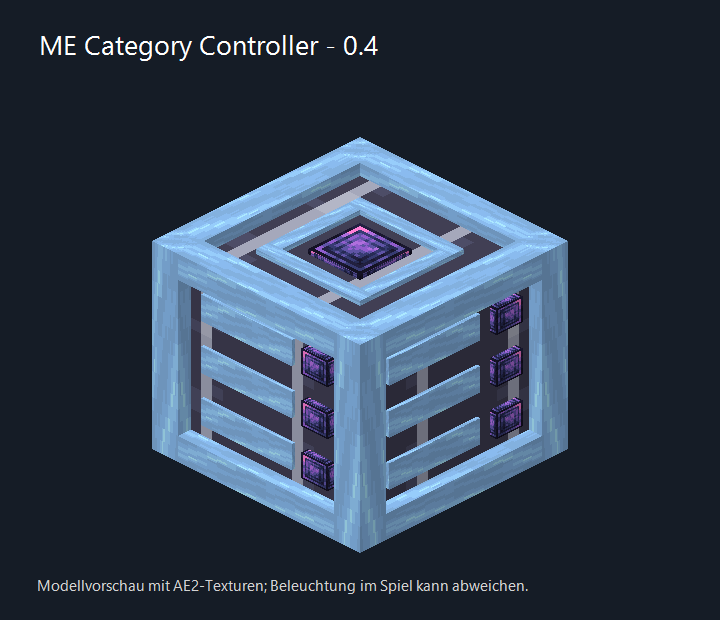 ME Category Controller - 0.4
Modellvorschau mit AE2-Texturen; Beleuchtung im Spiel kann abweichen.